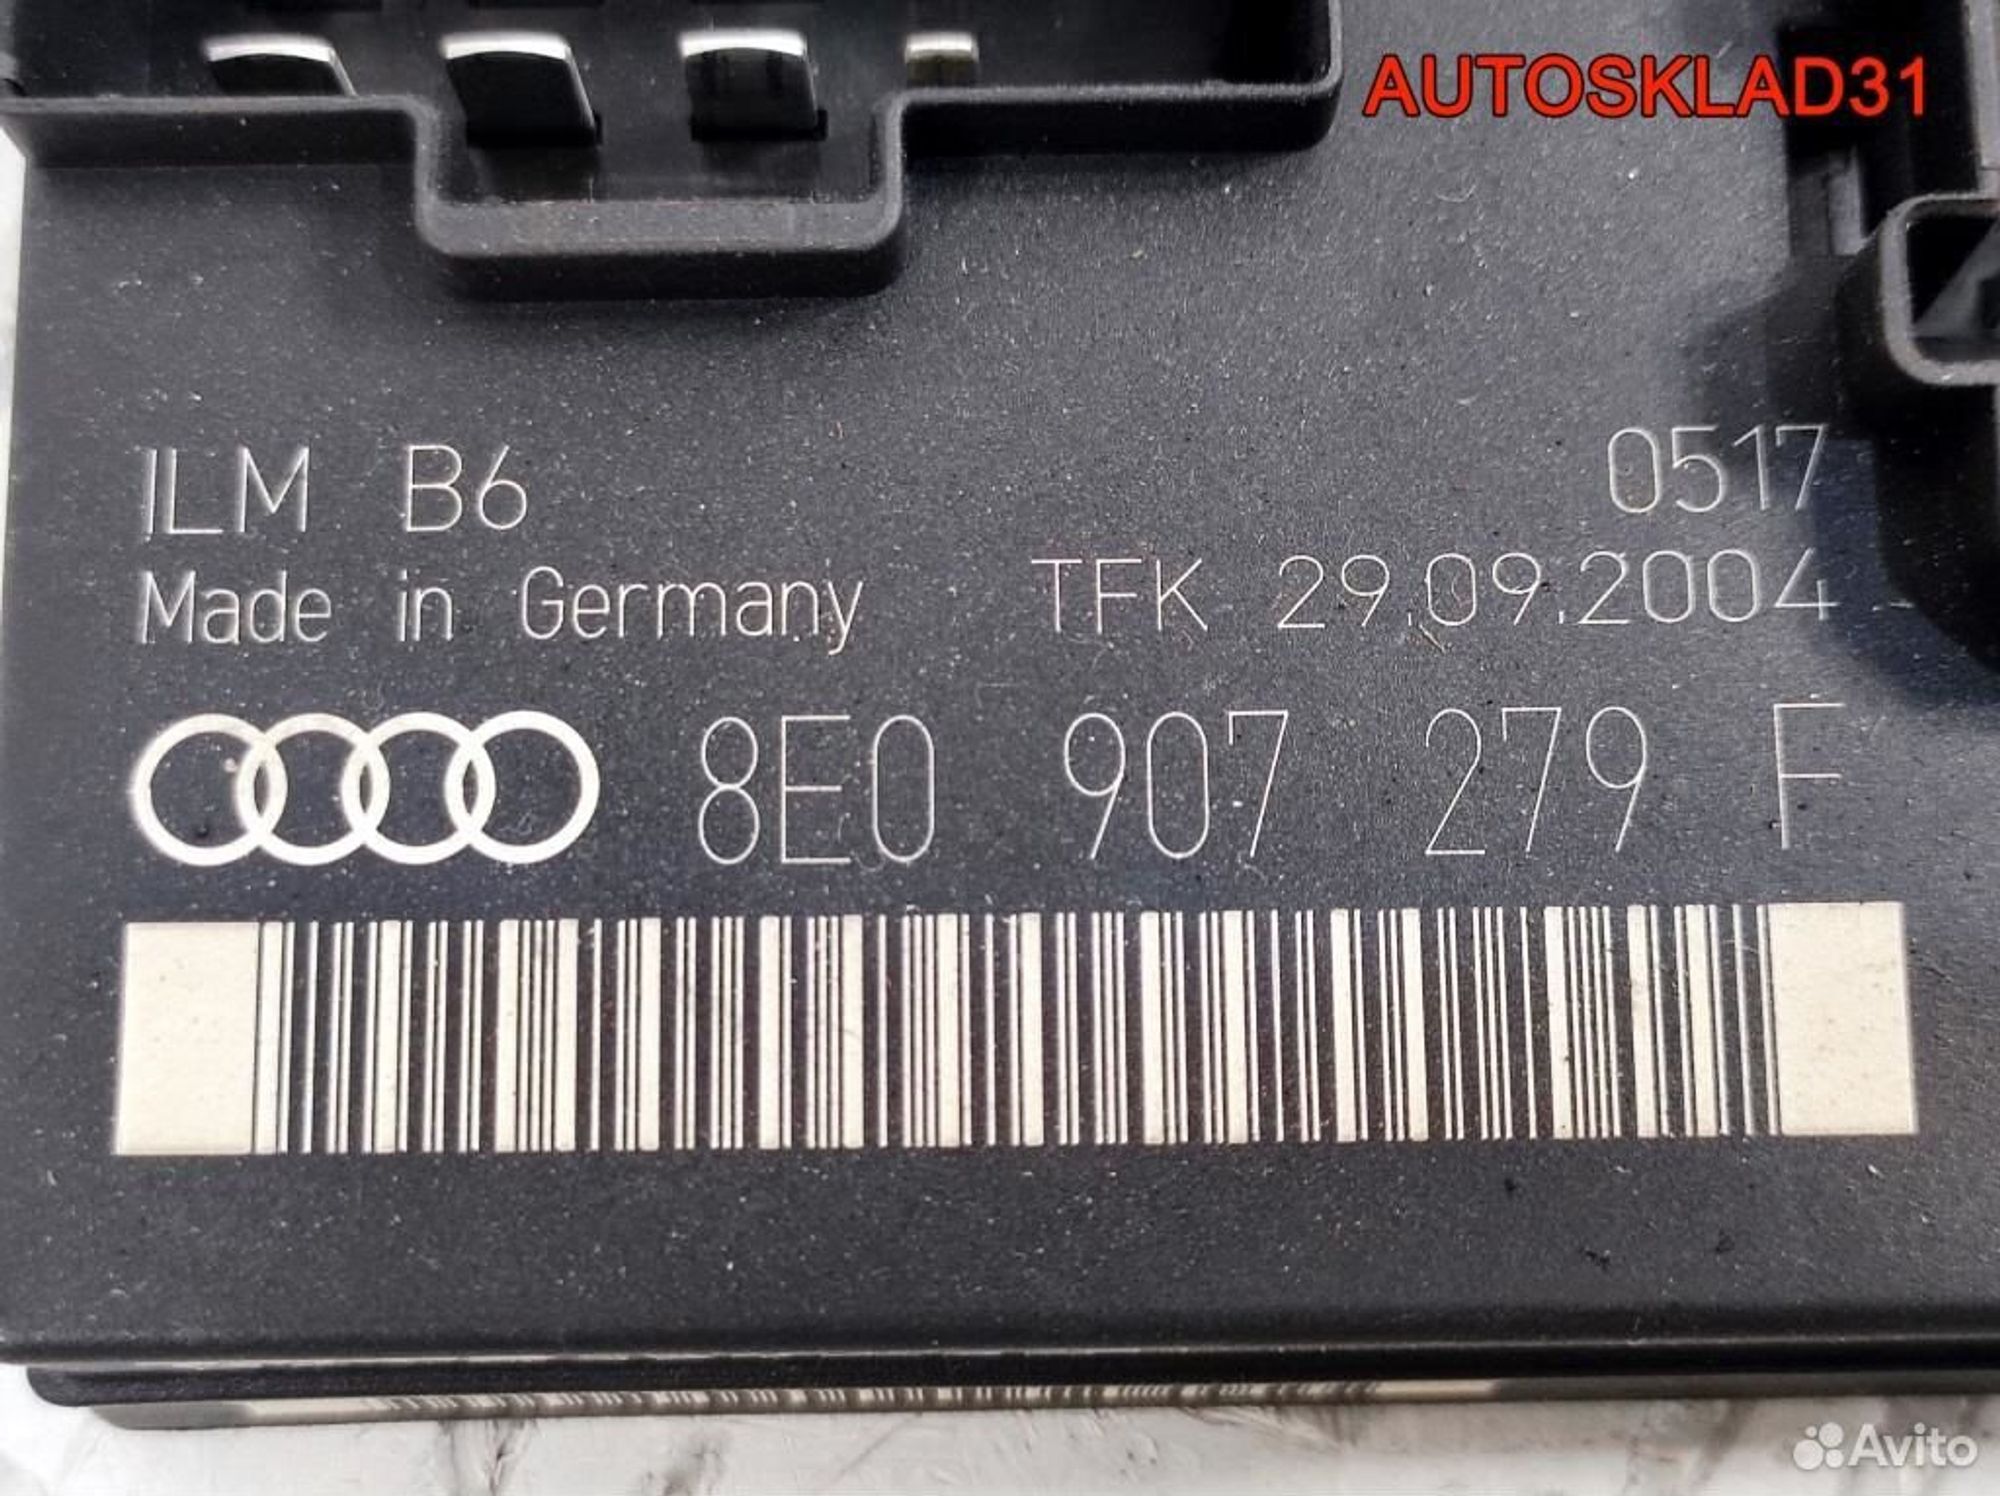 AUTOSKLAD31
ILM B6 0517
Made in Germany TFK 29.09.2004
8E0 907 279 F
Avito